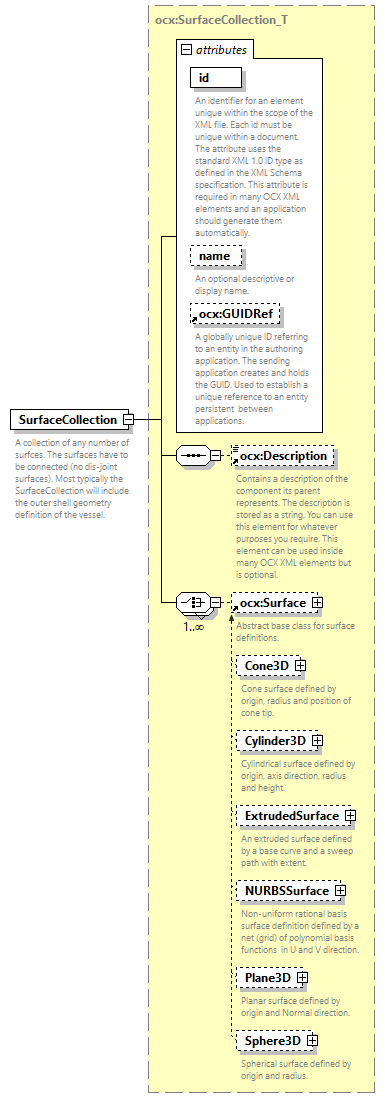 ocx:SurfaceCollection_T
attributes
id
An identifier for an element
unique within the scope of the
XML file. Each id must be
unique within a document.
The attribute uses the
standard XML 1.0 ID type as
defined in the XML Schema
specification. This attribute is
required in many OCX XML
elements and an application
should generate them
automatically.
name
An optional descriptive or
display name.
ocx:GUIDRef
A globally unique ID referring
to an entity in the authoring
application. The sending
application creates and holds
the GUID. Used to establish a
unique reference to an entity
persistent between
applications.
SurfaceCollection
A collection of any number of
surfces. The surfaces have to
be connected (no dis-joint
surfaces). Most typically the
SurfaceCollection will include
the outer shell geometry
definition of the vessel.
ocx:Description
Contains a description of the
component its parent
represents. The description is
stored as a string. You can use
this element for whatever
purposes you require. This
element can be used inside
many OCX XML elements but
is optional.
ocx:Surface
1..∞
Abstract base class for surface
definitions.
Cone3D
Cone surface defined by
origin, radius and position of
cone tip.
Cylinder3D
Cylindrical surface defined by
origin, axis direction, radius
and height.
ExtrudedSurface
An extruded surface defined
by a base curve and a sweep
path with extent.
NURBSSurface
Non-uniform rational basis
surface definition defined by a
net (grid) of polynomial basis
functions in U and V direction.
Plane3D
Planar surface defined by
origin and Normal direction.
Sphere3D
Spherical surface defined by
origin and radius.